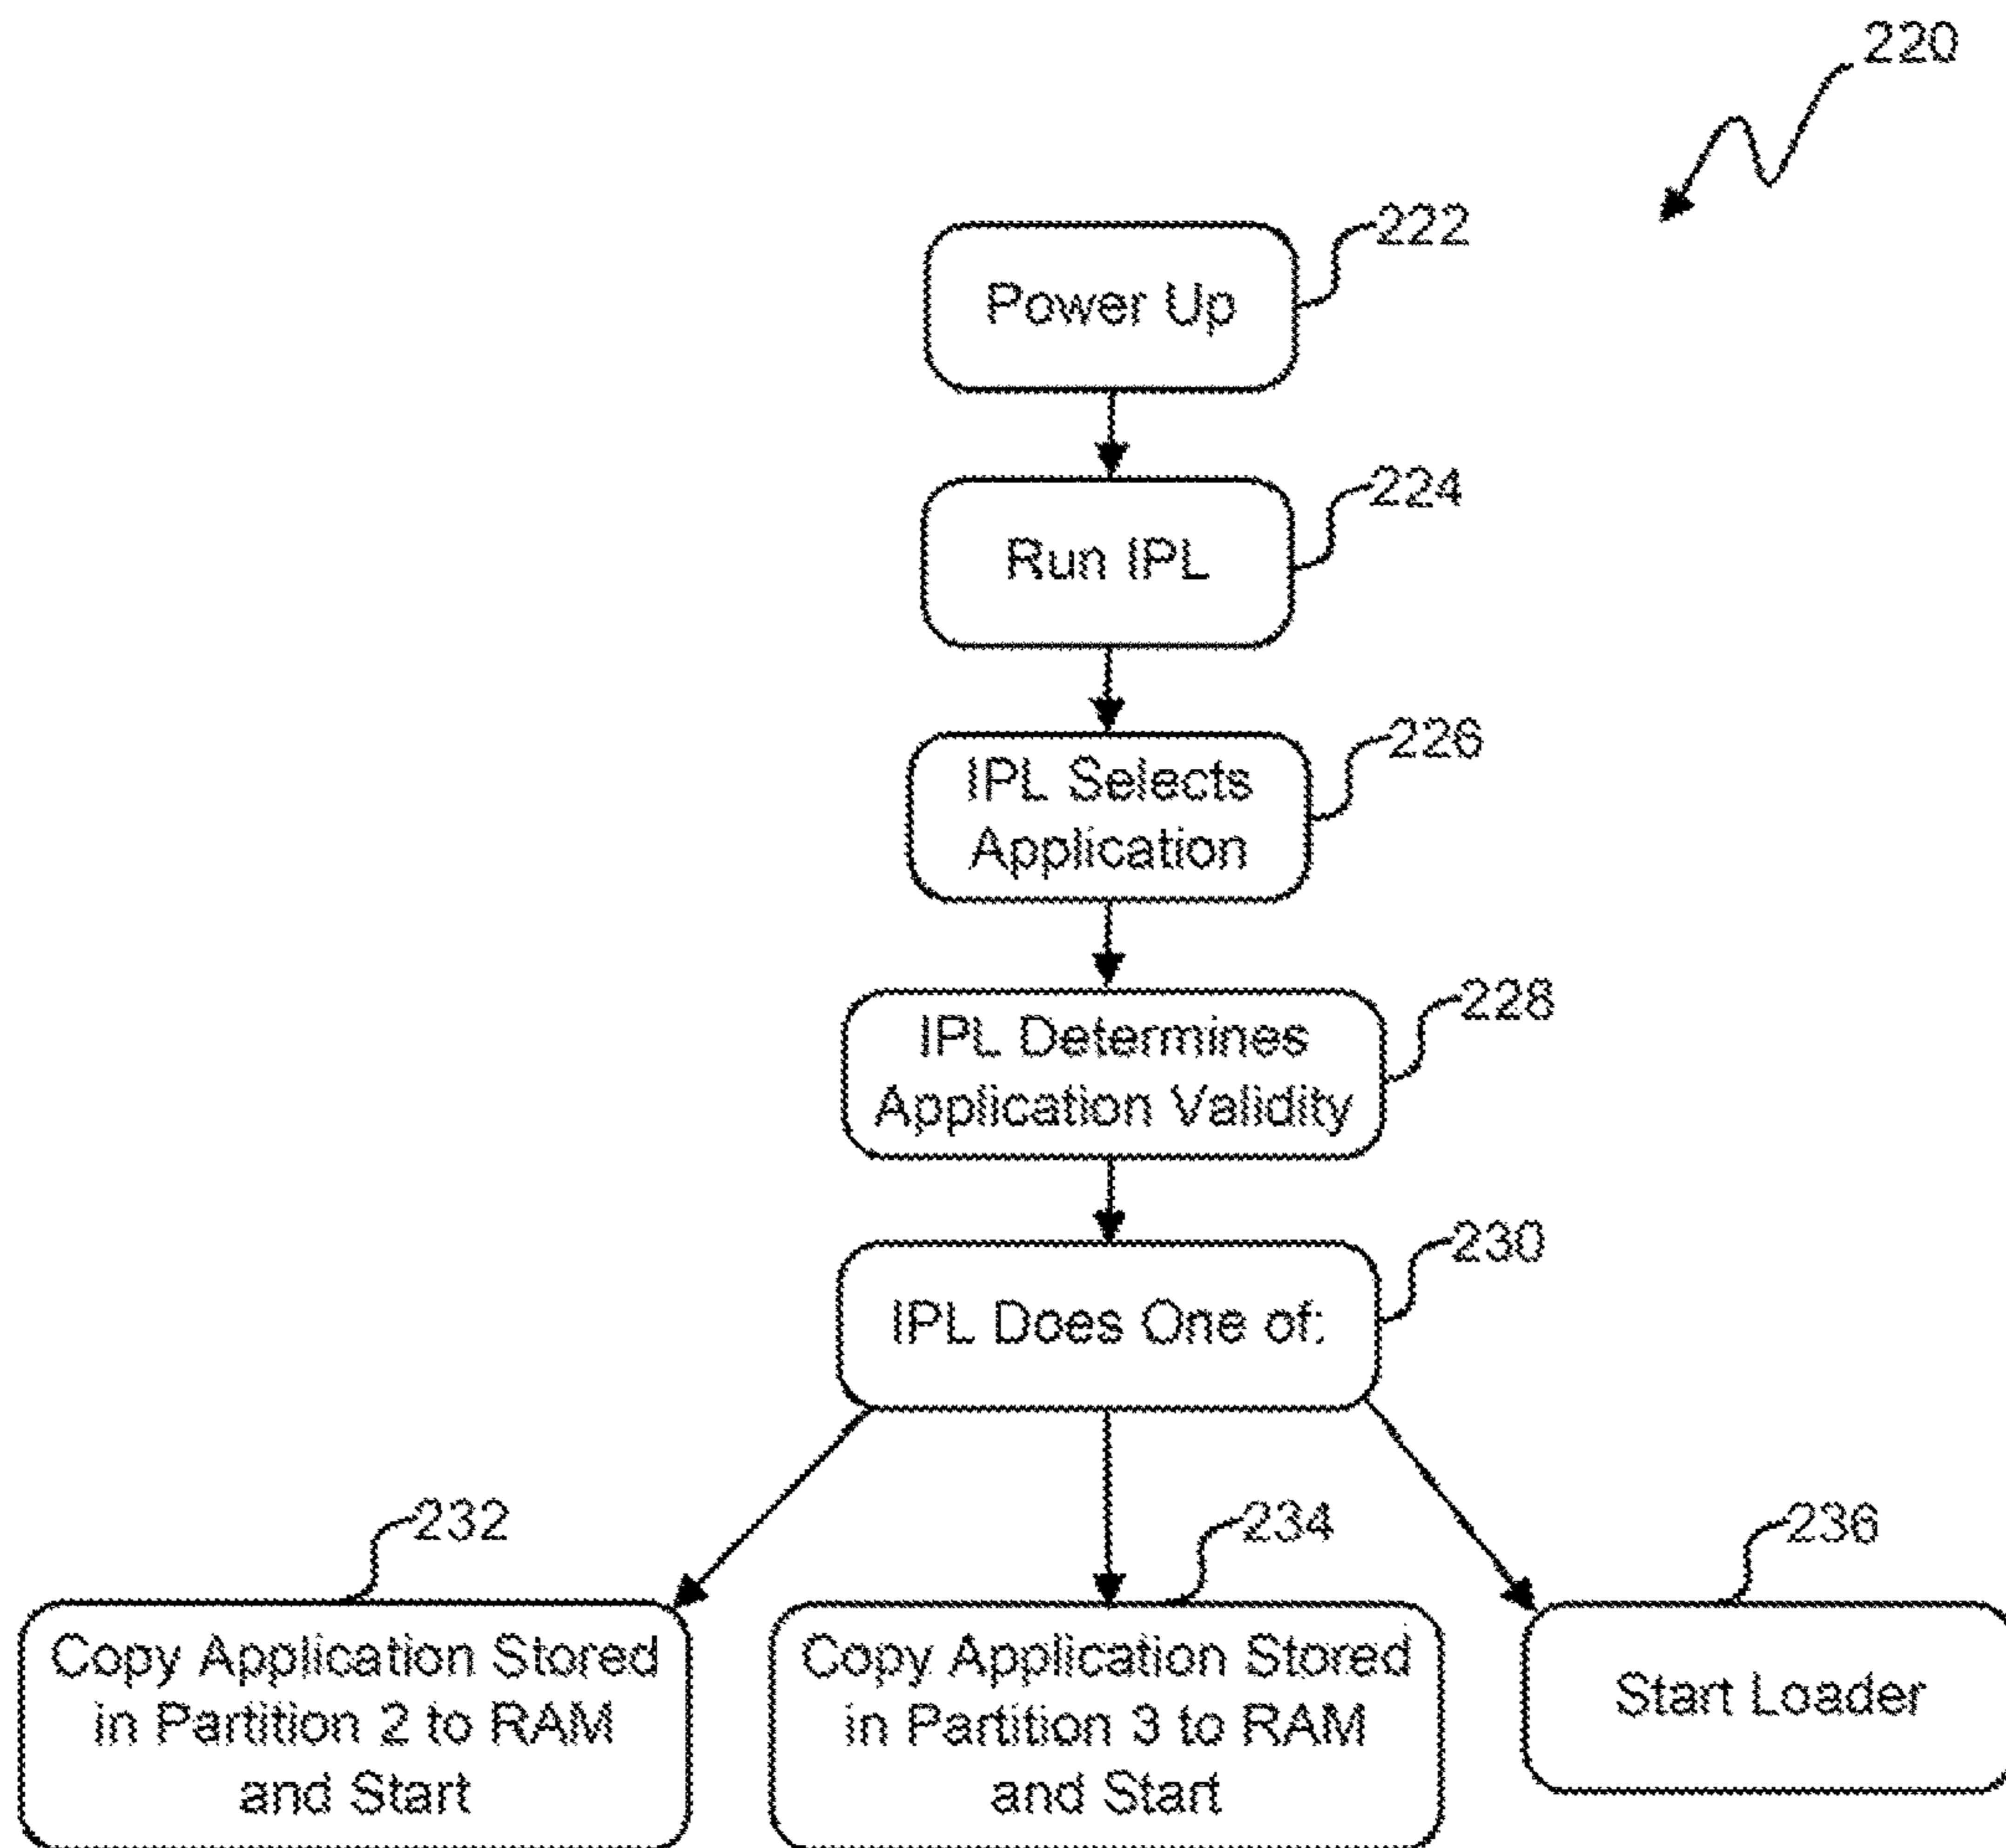 220
222
Power Up
224
Run IPL
226
IPL Selects
Application
228
IPL Determines
Application Validity
230
IPL Does One of:
232
234
236
Copy Application Stored
in Partition 2 to RAM
and Start
Copy Application Stored
in Partition 3 to RAM
and Start
Start Loader